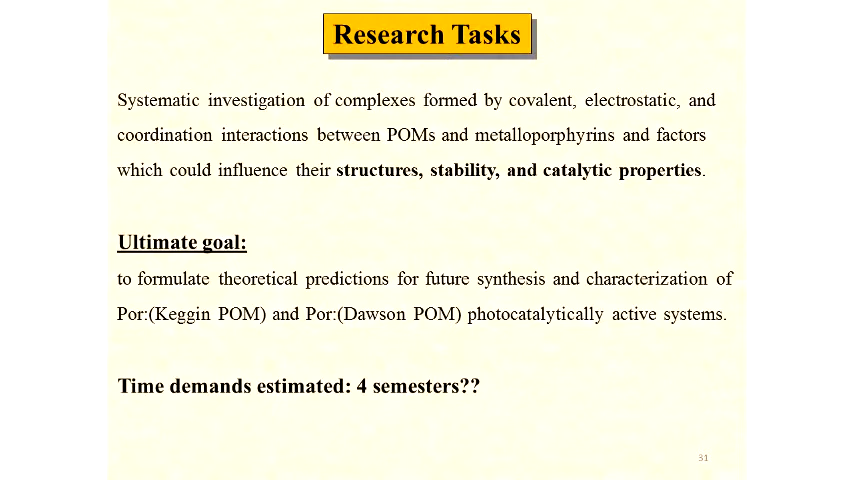 Research Tasks
Systematic investigation of complexes formed by covalent, electrostatic, and
coordination interactions between POMs and metalloporphyrins and factors
which could influence their structures, stability, and catalytic properties.
Ultimate goal:
to formulate theoretical predictions for future synthesis and characterization of
Por:(Keggin POM) and Por:(Dawson POM) photocatalytically active systems.
Time demands estimated: 4 semesters??
31